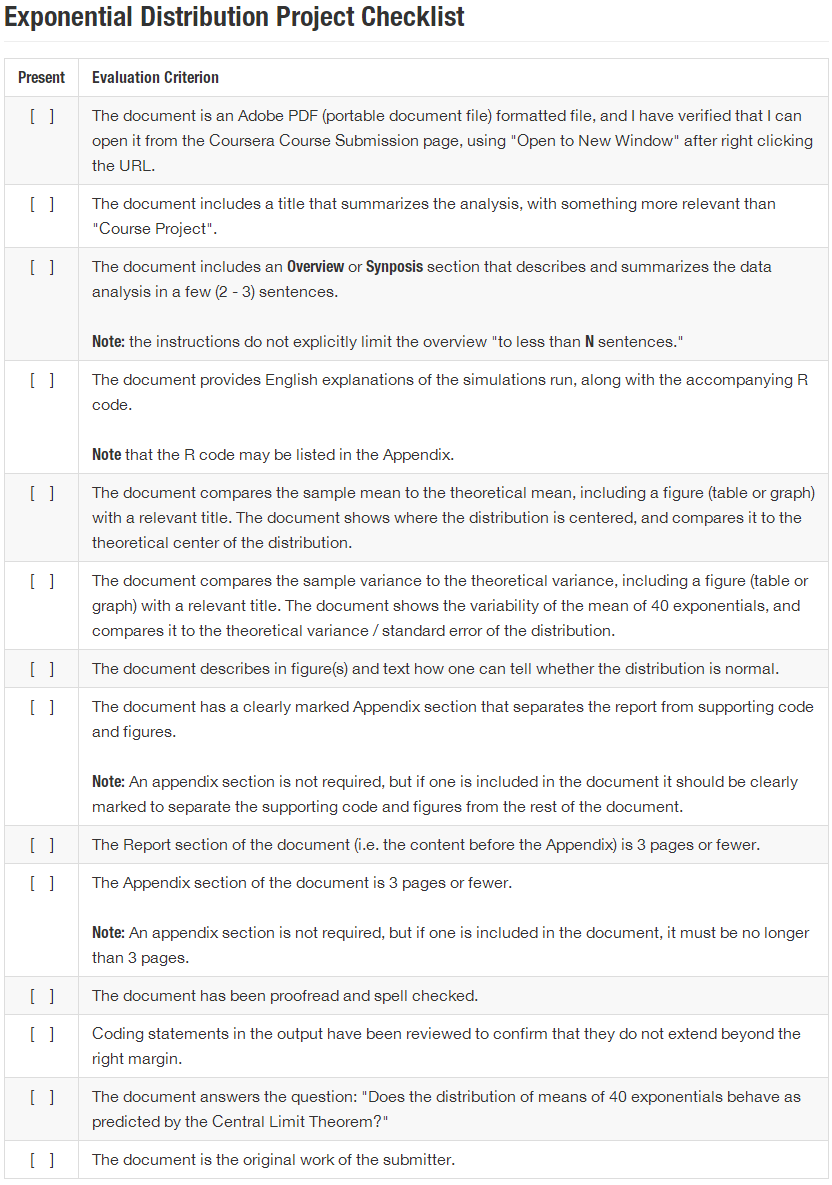 Exponential Distribution Project Checklist
Present Evaluation Criterion
[ ] The document is an Adobe PDF (portable document file) formatted file, and I have verified that I can
open it from the Coursera Course Submission page, using "Open to New Window" after right clicking
the URL.
[ ] The document includes a title that summarizes the analysis, with something more relevant than
"Course Project".
[ ] The document includes an Overview or Synposis section that describes and summarizes the data
analysis in a few (2 - 3) sentences.
Note: the instructions do not explicitly limit the overview "to less than N sentences."
[ ] The document provides English explanations of the simulations run, along with the accompanying R
code.
Note that the R code may be listed in the Appendix.
[ ] The document compares the sample mean to the theoretical mean, including a figure (table or graph)
with a relevant title. The document shows where the distribution is centered, and compares it to the
theoretical center of the distribution.
[ ] The document compares the sample variance to the theoretical variance, including a figure (table or
graph) with a relevant title. The document shows the variability of the mean of 40 exponentials, and
compares it to the theoretical variance / standard error of the distribution.
[ ] The document describes in figure(s) and text how one can tell whether the distribution is normal.
[ ] The document has a clearly marked Appendix section that separates the report from supporting code
and figures.
Note: An appendix section is not required, but if one is included in the document it should be clearly
marked to separate the supporting code and figures from the rest of the document.
[ ] The Report section of the document (i.e. the content before the Appendix) is 3 pages or fewer.
[ ] The Appendix section of the document is 3 pages or fewer.
Note: An appendix section is not required, but if one is included in the document, it must be no longer
than 3 pages.
[ ] The document has been proofread and spell checked.
[ ] Coding statements in the output have been reviewed to confirm that they do not extend beyond the
right margin.
[ ] The document answers the question: "Does the distribution of means of 40 exponentials behave as
predicted by the Central Limit Theorem?"
[ ] The document is the original work of the submitter.